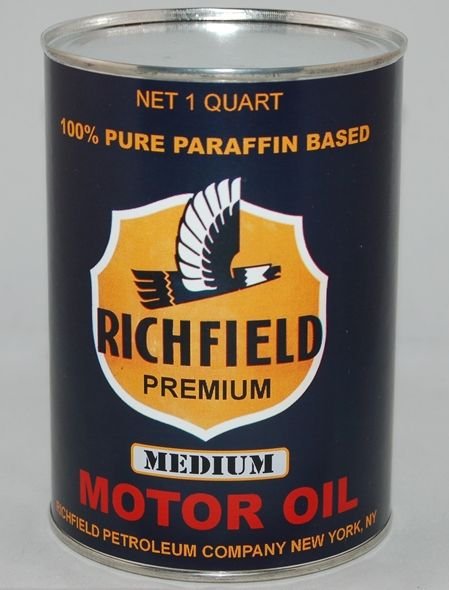 NET 1 QUART
100% PURE PARAFFIN BASED
RICHFIELD
PREMIUM
MEDIUM
MOTOR OIL
RICHFIELD PETROLEUM COMPANY NEW YORK, NY